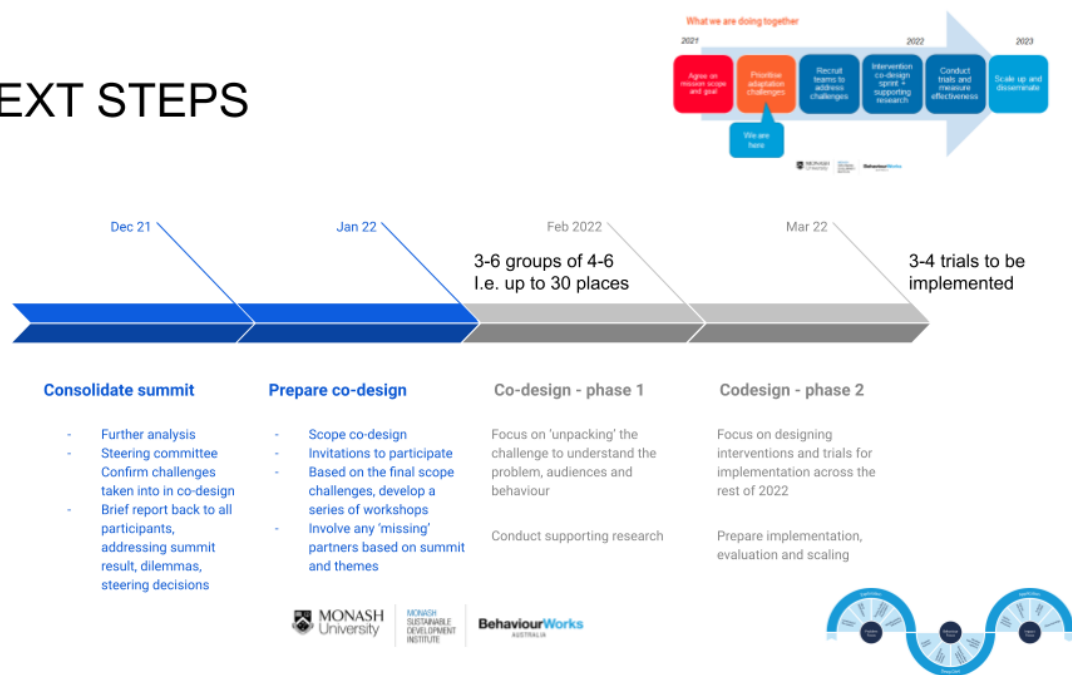 What we are doing together
2021
2022
2023
Agree on
mission scope
and goal
Prioritise
adaptation
challenges
Recruit
teams to
address
challenges
Intervention
co-design
sprint +
supporting
research
Conduct
trials and
measure
effectiveness
Scale up and
disseminate
We are
here
MONASH
University
BehaviourWorks
EXT STEPS
Dec 21
Jan 22
Feb 2022
Mar 22
3-6 groups of 4-6
I.e. up to 30 places
3-4 trials to be
implemented
Consolidate summit
- Further analysis
- Steering committee
Confirm challenges
taken into in co-design
- Brief report back to all
participants,
addressing summit
result, dilemmas,
steering decisions
Prepare co-design
- Scope co-design
- Invitations to participate
- Based on the final scope
challenges, develop a
series of workshops
- Involve any ‘missing’
partners based on summit
and themes
Co-design - phase 1
Focus on ‘unpacking’ the
challenge to understand the
problem, audiences and
behaviour
Conduct supporting research
Codesign - phase 2
Focus on designing
interventions and trials for
implementation across the
rest of 2022
Prepare implementation,
evaluation and scaling
MONASH
University
MONASH
SUSTAINABLE
DEVELOPMENT
INSTITUTE
BehaviourWorks
AUSTRALIA